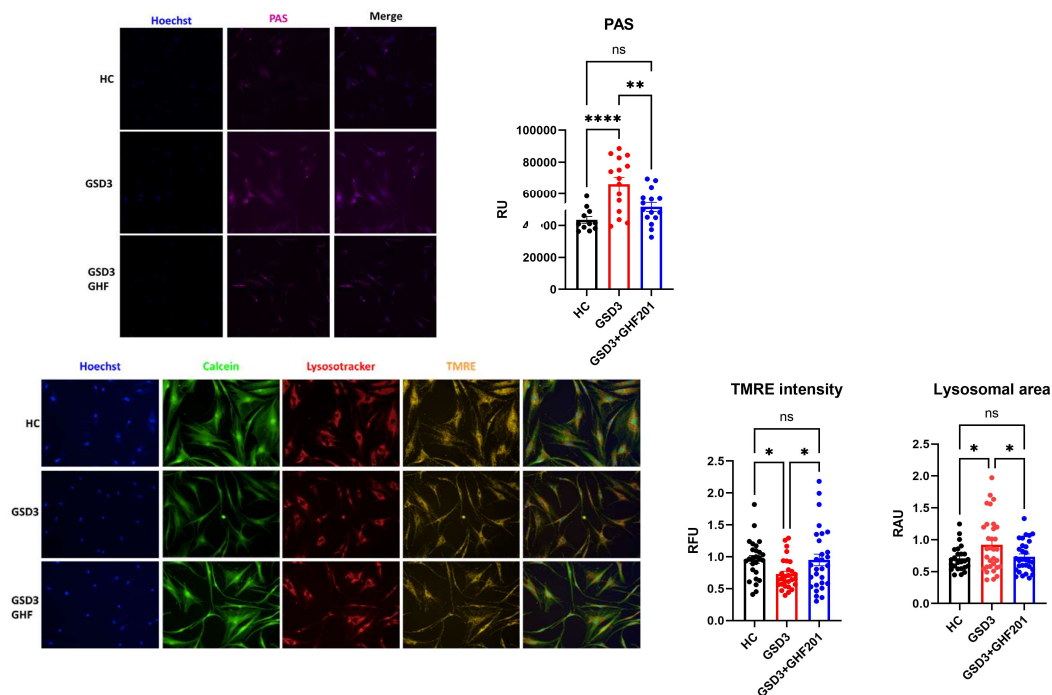 Hoechst PAS Merge
HC
GSD3
GSD3
GHF
PAS
ns
**
****
100000
80000
60000
20000
0
RU
HC
GSD3
GSD3+GHF201
Hoechst Calcein Lysosotracker TMRE
HC
GSD3
GSD3
GHF
TMRE intensity
ns
* *
2.5
2.0
1.5
1.0
0.5
0.0
RFU
HC
GSD3
GSD3+GHF201
Lysosomal area
ns
* *
2.5
2.0
1.5
1.0
0.5
0.0
RAU
HC
GSD3
GSD3+GHF201